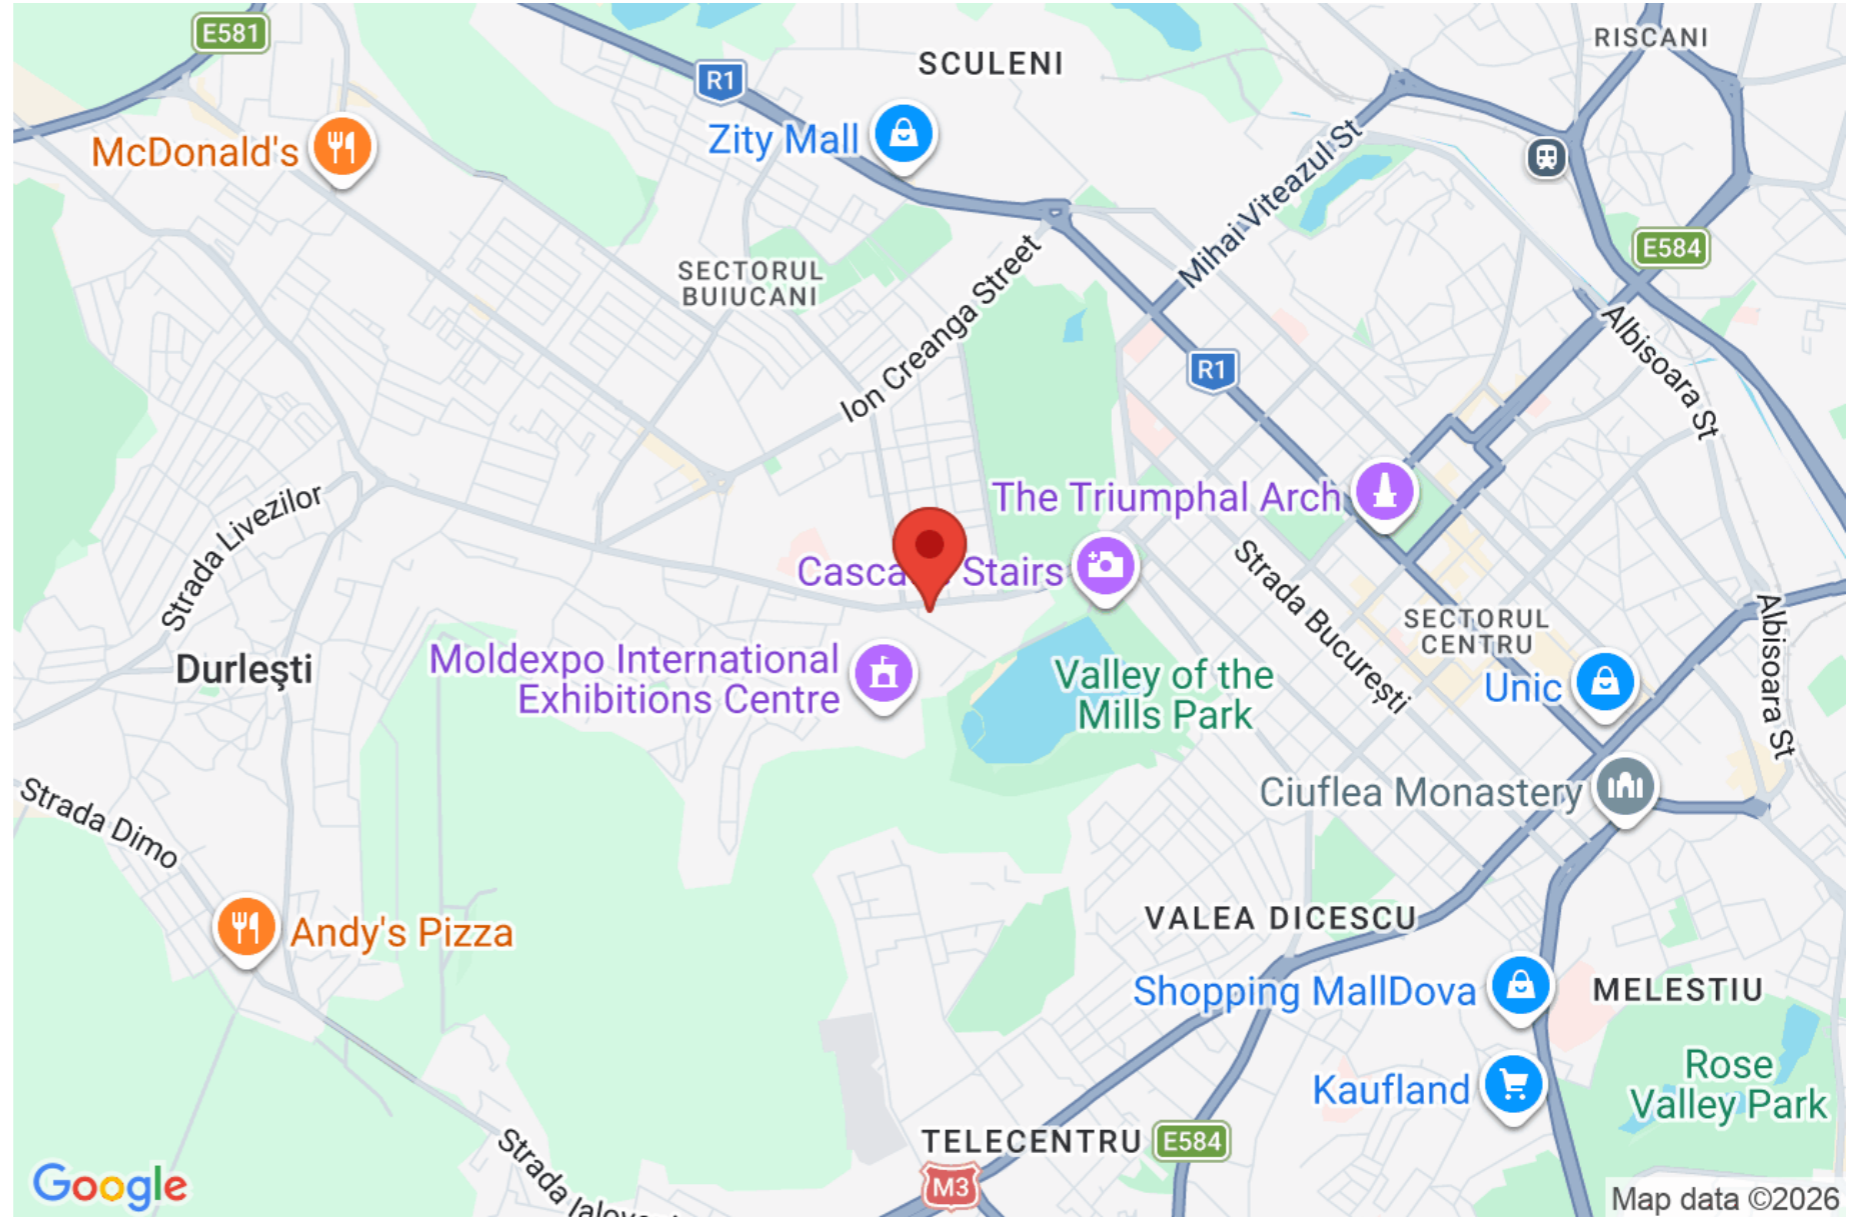 E581
R1
SCULENI
RISCANI
McDonald's
Zity Mall
Mihai Viteazul St
E584
SECTORUL
BUIUCANI
Ion Creanga Street
Albisoara St
R1
Strada Livezilor
The Triumphal Arch
Stairs
Strada București
SECTORUL
CENTRU
Albisoara St
Durleşti
Moldexpo International
Exhibitions Centre
Valley of the
Mills Park
Unic
Strada Dimo
Ciuflea Monastery
Andy's Pizza
VALEA DICESCU
Shopping MallDova
MELESTIU
Kaufland
Rose
Valley Park
TELECENTRU
E584
Strada
M3
Google
Map data ©2026